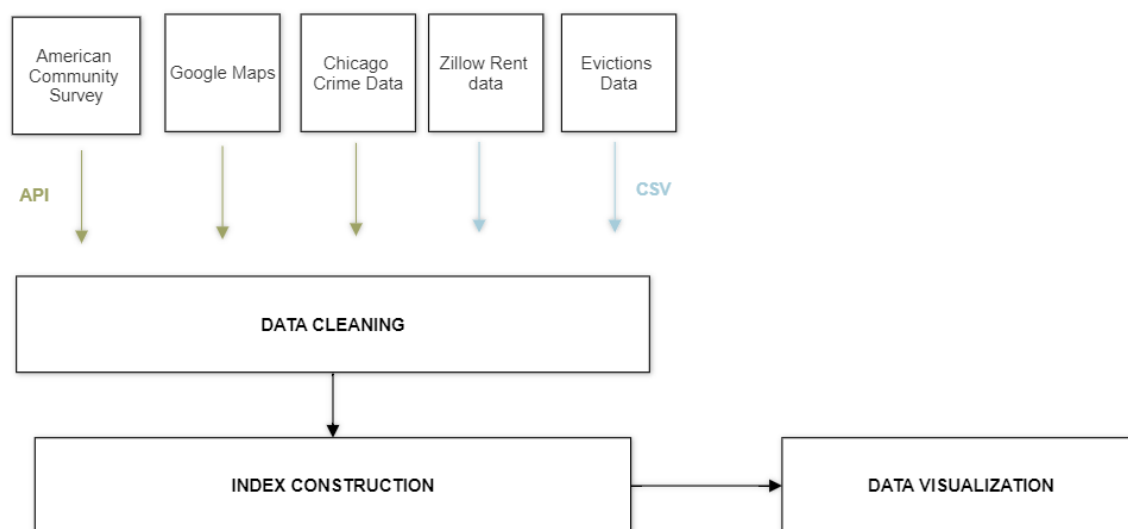 American
Community
Survey
Google Maps
Chicago
Crime Data
Zillow Rent
data
Evictions
Data
API
CSV
DATA CLEANING
INDEX CONSTRUCTION
DATA VISUALIZATION